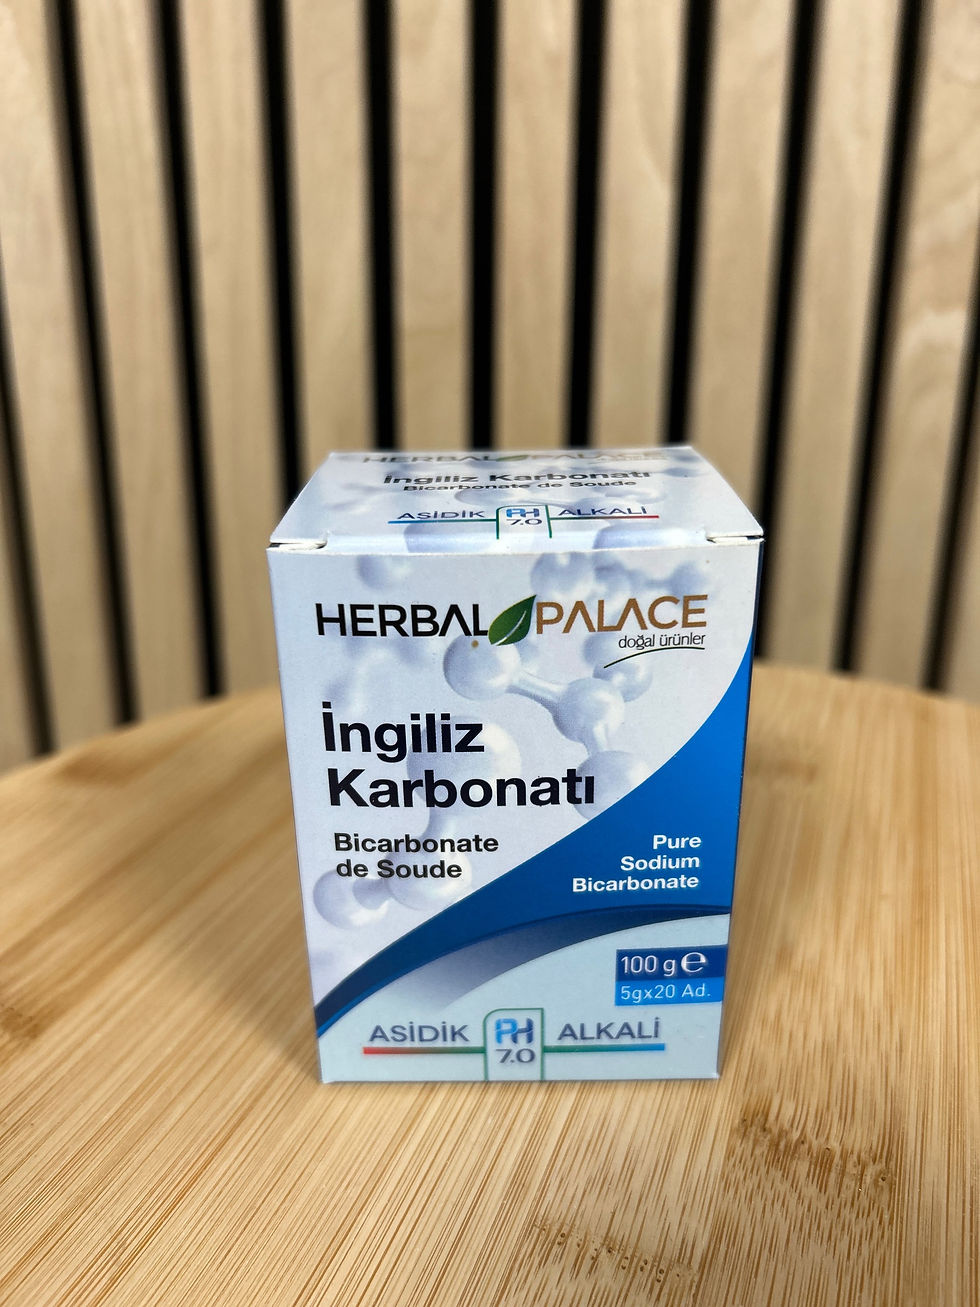 HERBAL PALACE
İngiliz Karbonatı
Bicarbonate de Soude
ASİDİK PH 7.0 ALKALİ
HERBAL PALACE
doğal ürünler
İngiliz
Karbonatı
Bicarbonate
de Soude
Pure
Sodium
Bicarbonate
100 g ℮
5gx20 Ad.
ASİDİK PH 7.0 ALKALİ